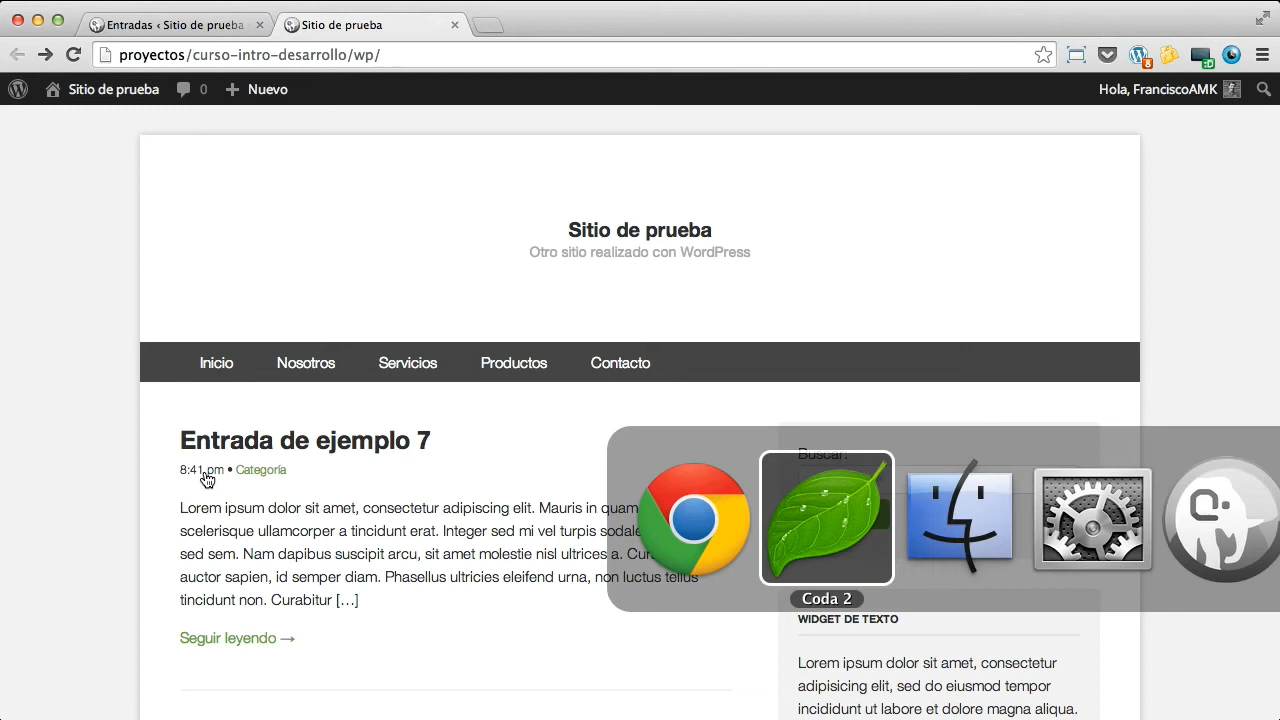 Entradas ‹ Sitio de prueba
Sitio de prueba
proyectos/curso-intro-desarrollo/wp/
8
:D
Sitio de prueba 0 + Nuevo
Hola, FranciscoAMK
Sitio de prueba
Otro sitio realizado con WordPress
Inicio Nosotros Servicios Productos Contacto
Entrada de ejemplo 7
8:41 pm • Categoría
Lorem ipsum dolor sit amet, consectetur adipiscing elit. Mauris in quam
scelerisque ullamcorper a tincidunt erat. Integer sed mi vel turpis sodale
sed sem. Nam dapibus suscipit arcu, sit amet molestie nisl ultrices a. Cu
auctor sapien, id semper diam. Phasellus ultricies eleifend urna, non luctus tellus
tincidunt non. Curabitur […]
Seguir leyendo →
Buscar:
Coda 2
WIDGET DE TEXTO
Lorem ipsum dolor sit amet, consectetur
adipisicing elit, sed do eiusmod tempor
incididunt ut labore et dolore magna aliqua.